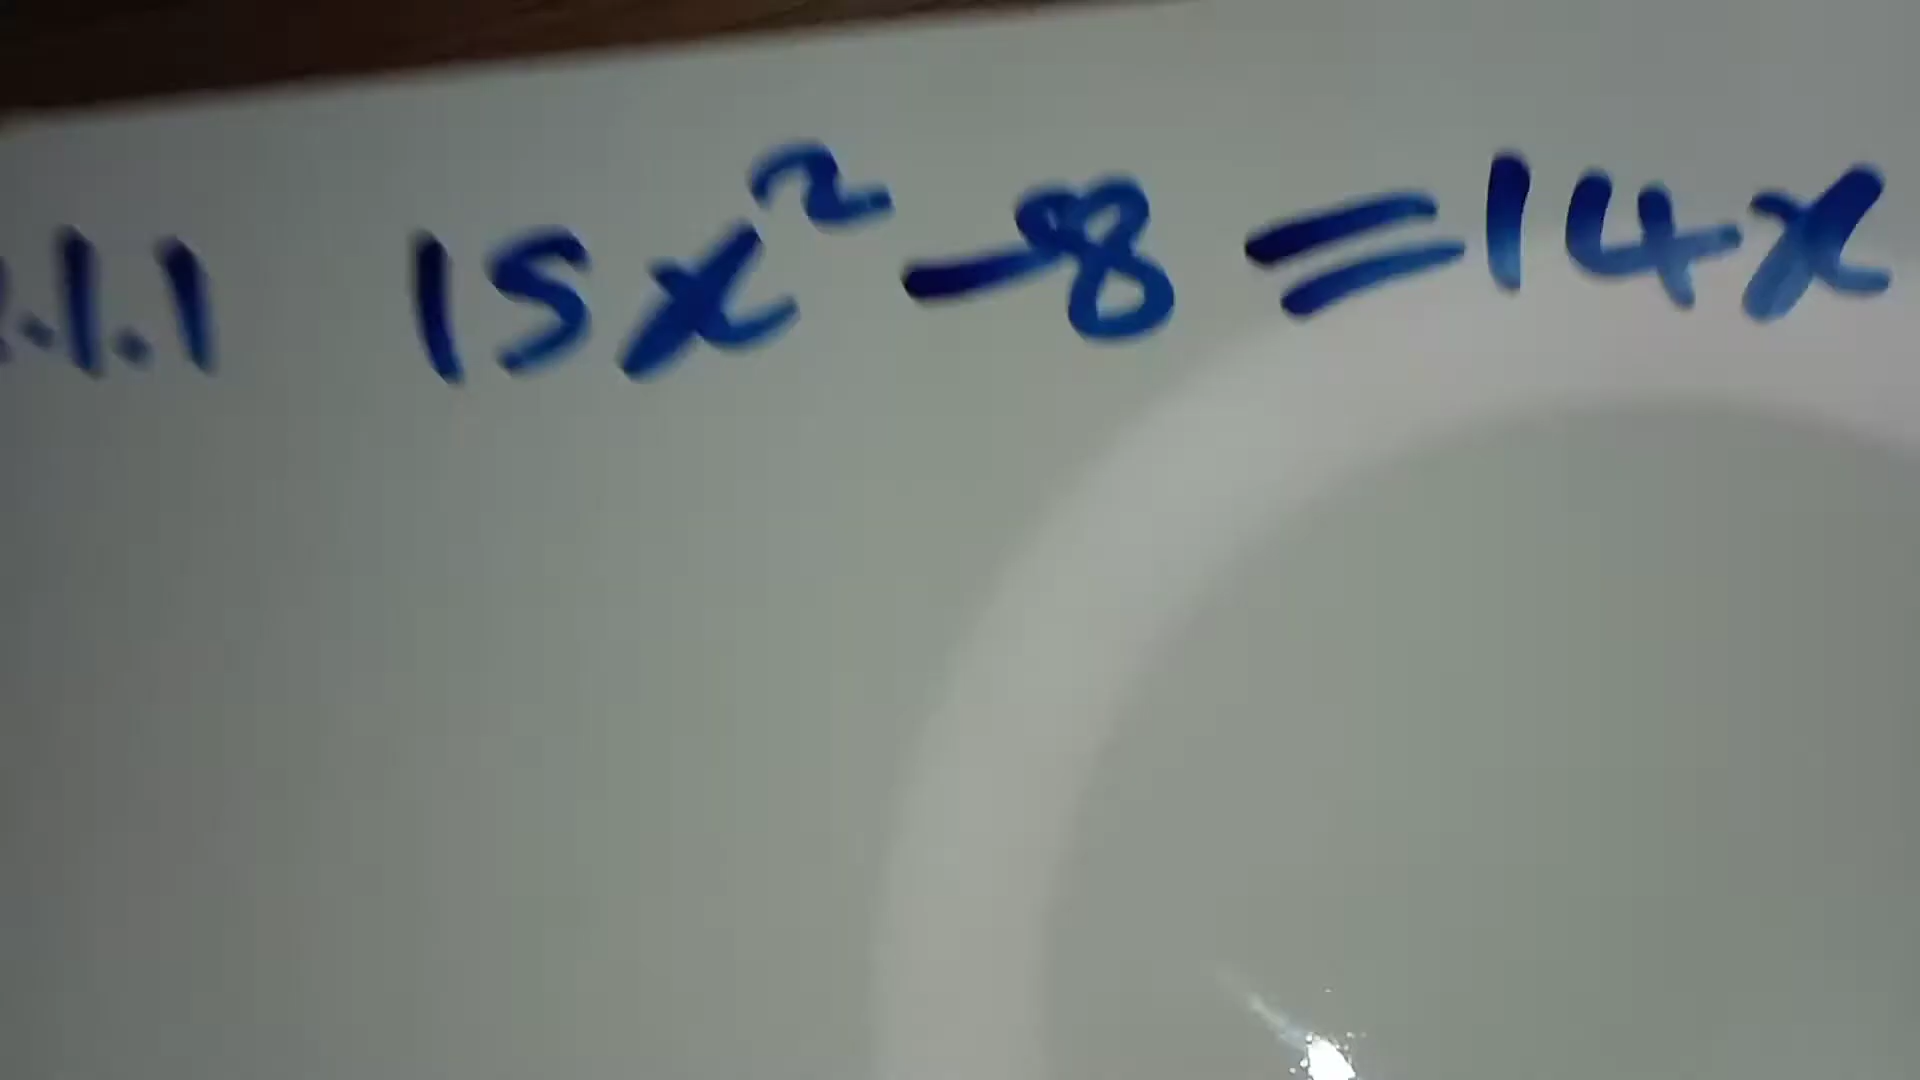 .1.1 15x² -8 = 14x